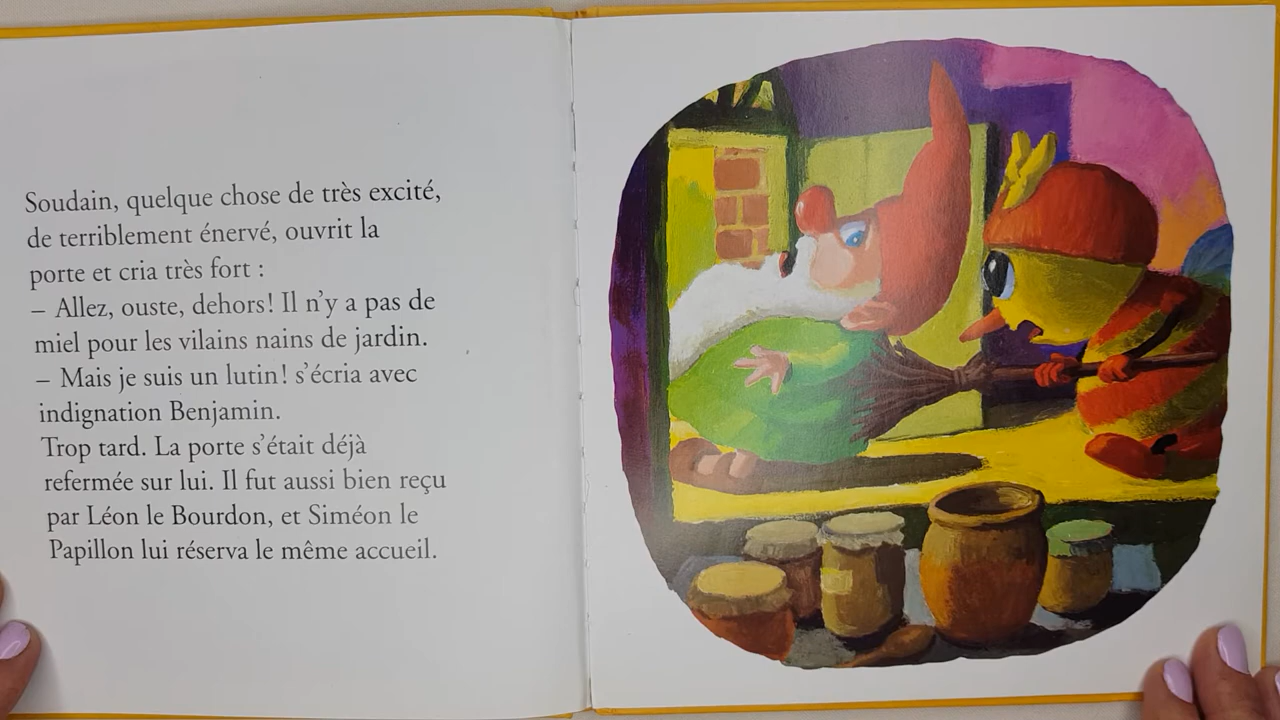 Soudain, quelque chose de très excité,
de terriblement énervé, ouvrit la
porte et cria très fort :
– Allez, ouste, dehors! Il n’y a pas de
miel pour les vilains nains de jardin.
– Mais je suis un lutin! s’écria avec
indignation Benjamin.
Trop tard. La porte s’était déjà
refermée sur lui. Il fut aussi bien reçu
par Léon le Bourdon, et Siméon le
Papillon lui réserva le même accueil.